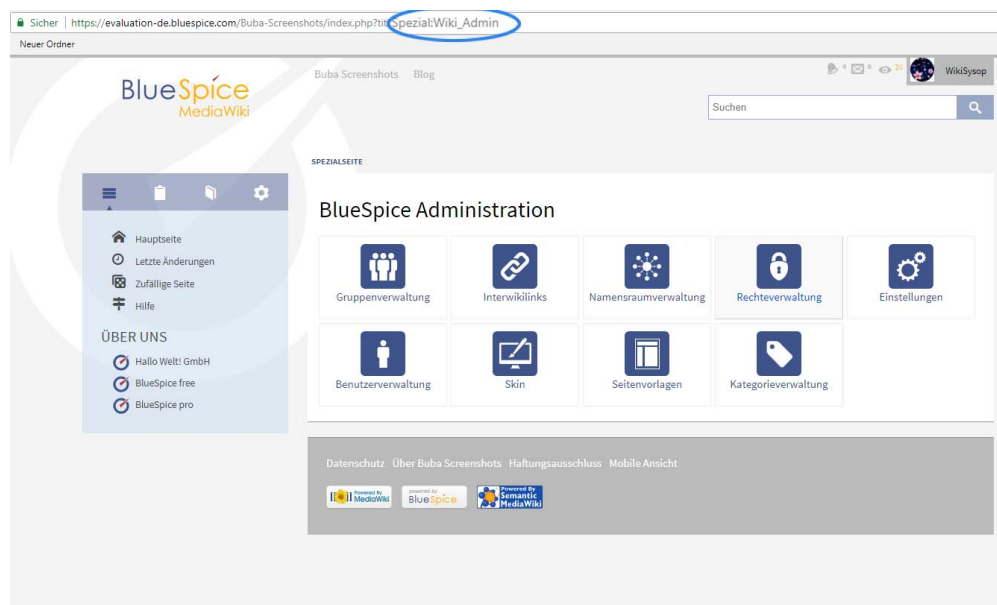 Sicher | https://evaluation-de.bluespice.com/Buba-Screenshots/index.php?tit Spezial:Wiki_Admin
Neuer Ordner
BlueSpice
MediaWiki
Buba Screenshots Blog
WikiSysop
Suchen
SPEZIALSEITE
BlueSpice Administration
Hauptseite
Letzte Änderungen
Zufällige Seite
Hilfe
ÜBER UNS
Hallo Welt! GmbH
BlueSpice free
BlueSpice pro
Gruppenverwaltung Interwikilinks Namensraumverwaltung Rechteverwaltung Einstellungen
Benutzerverwaltung Skin Seitenvorlagen Kategorieverwaltung
Datenschutz Über Buba Screenshots Haftungsausschluss Mobile Ansicht
Powered By
MediaWiki
powered by
BlueSpice
Powered By
Semantic
MediaWiki